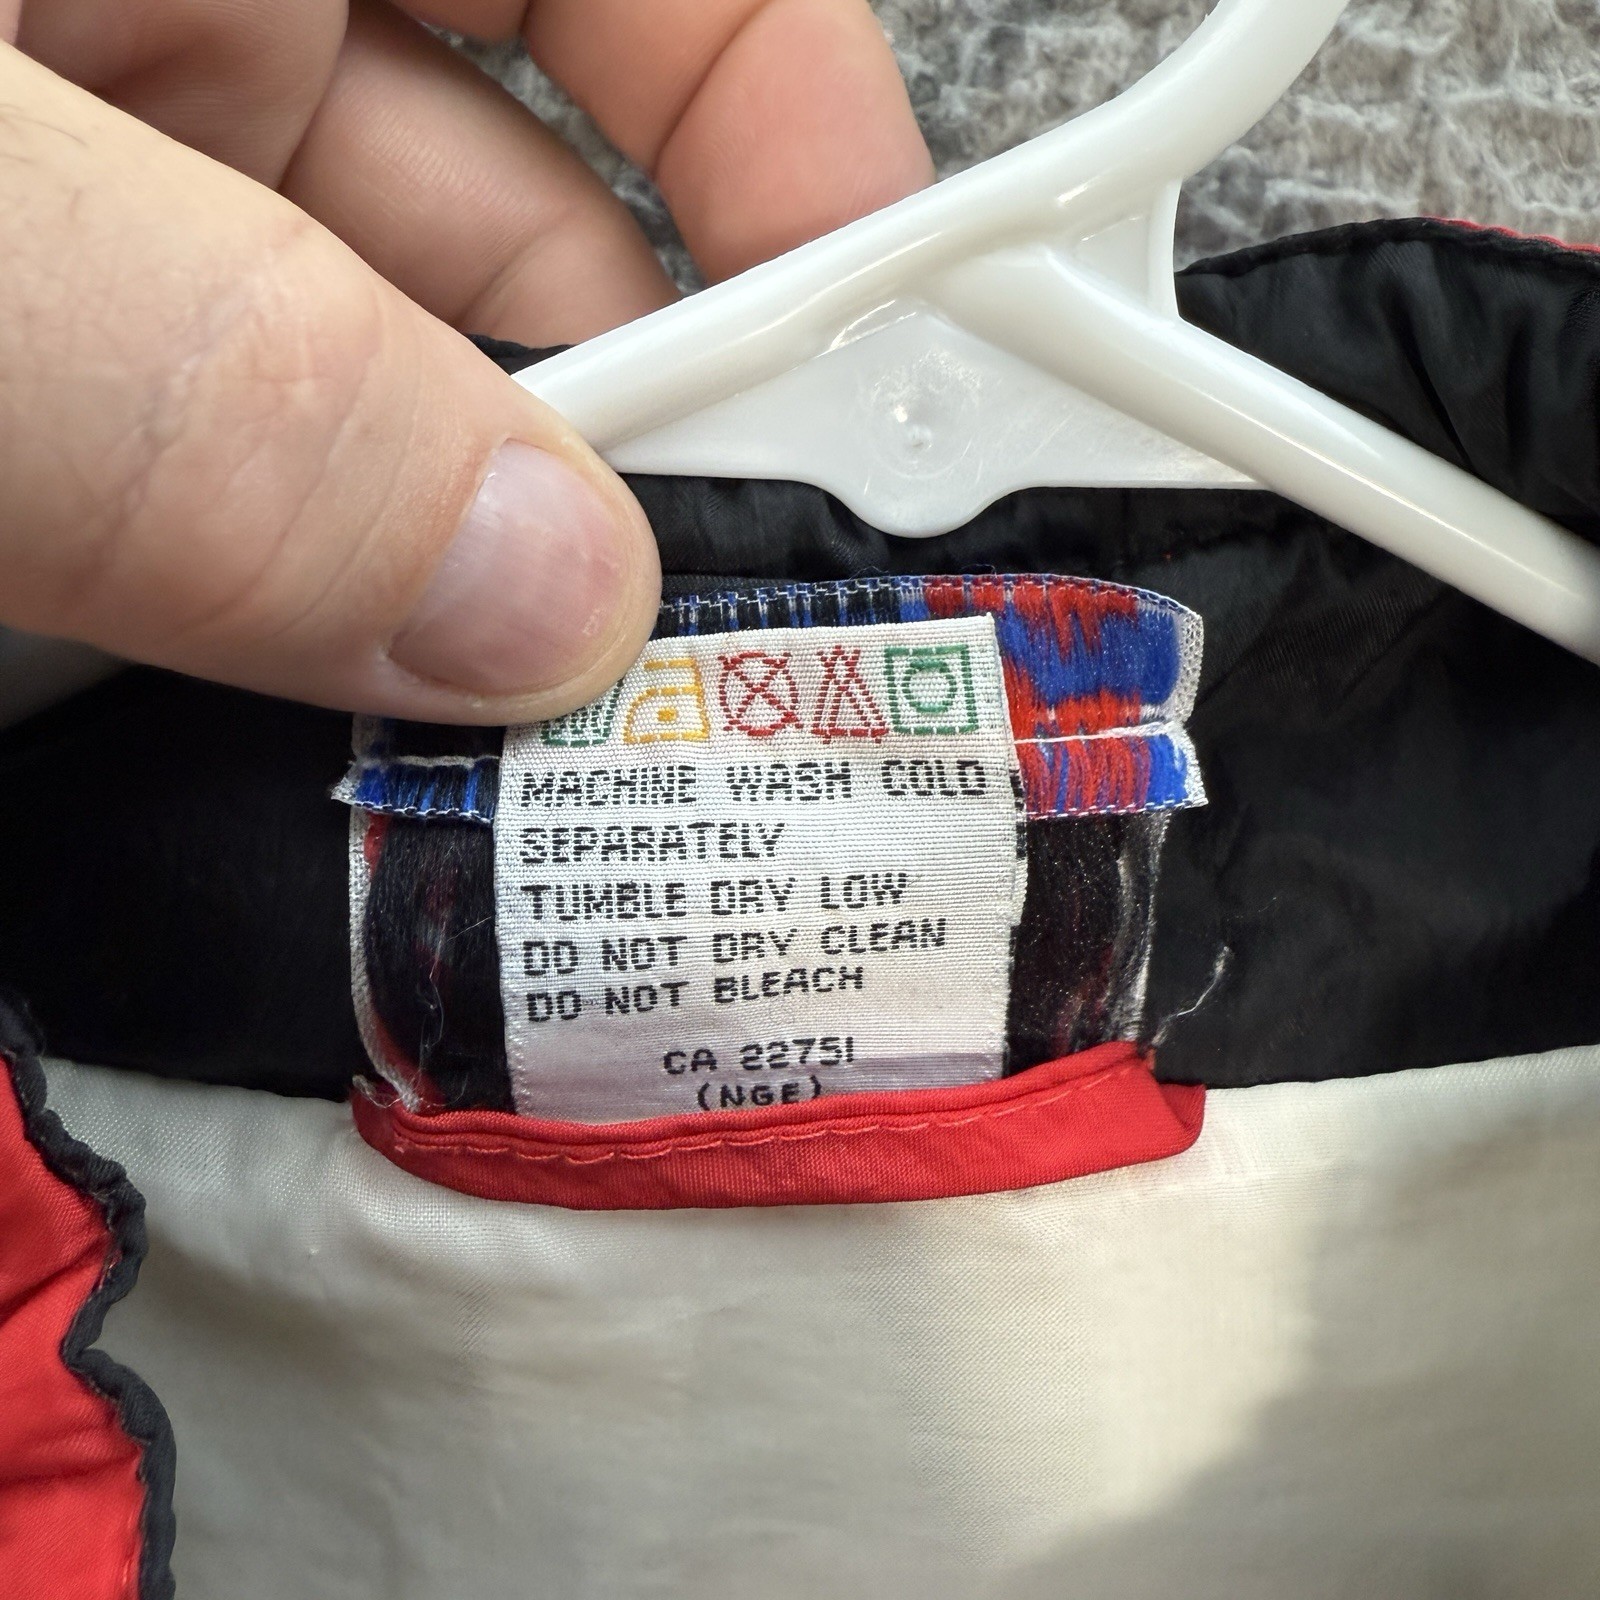 MACHINE WASH COLD
SEPARATELY
TUMBLE DRY LOW
DO NOT DRY CLEAN
DO NOT BLEACH
CA 22751
(NGE)